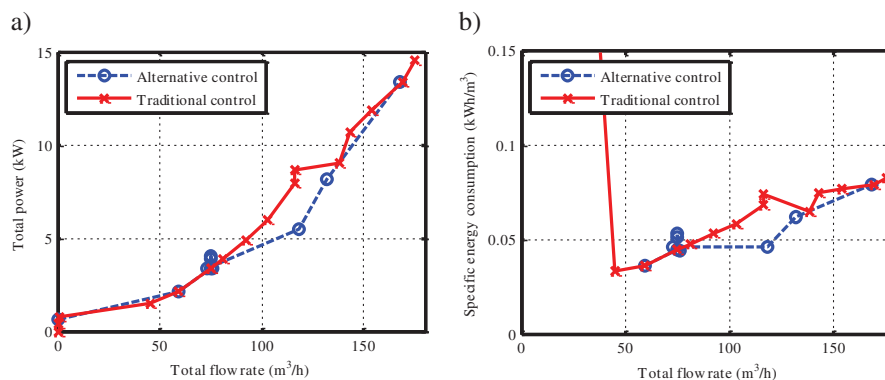 a)
15
10
5
0
0
50
100
150
Total power (kW)
Total flow rate (m³/h)
Alternative control
Traditional control
b)
0.15
0.1
0.05
0
0
50
100
150
Specific energy consumption (kWh/m³)
Total flow rate (m³/h)
Alternative control
Traditional control